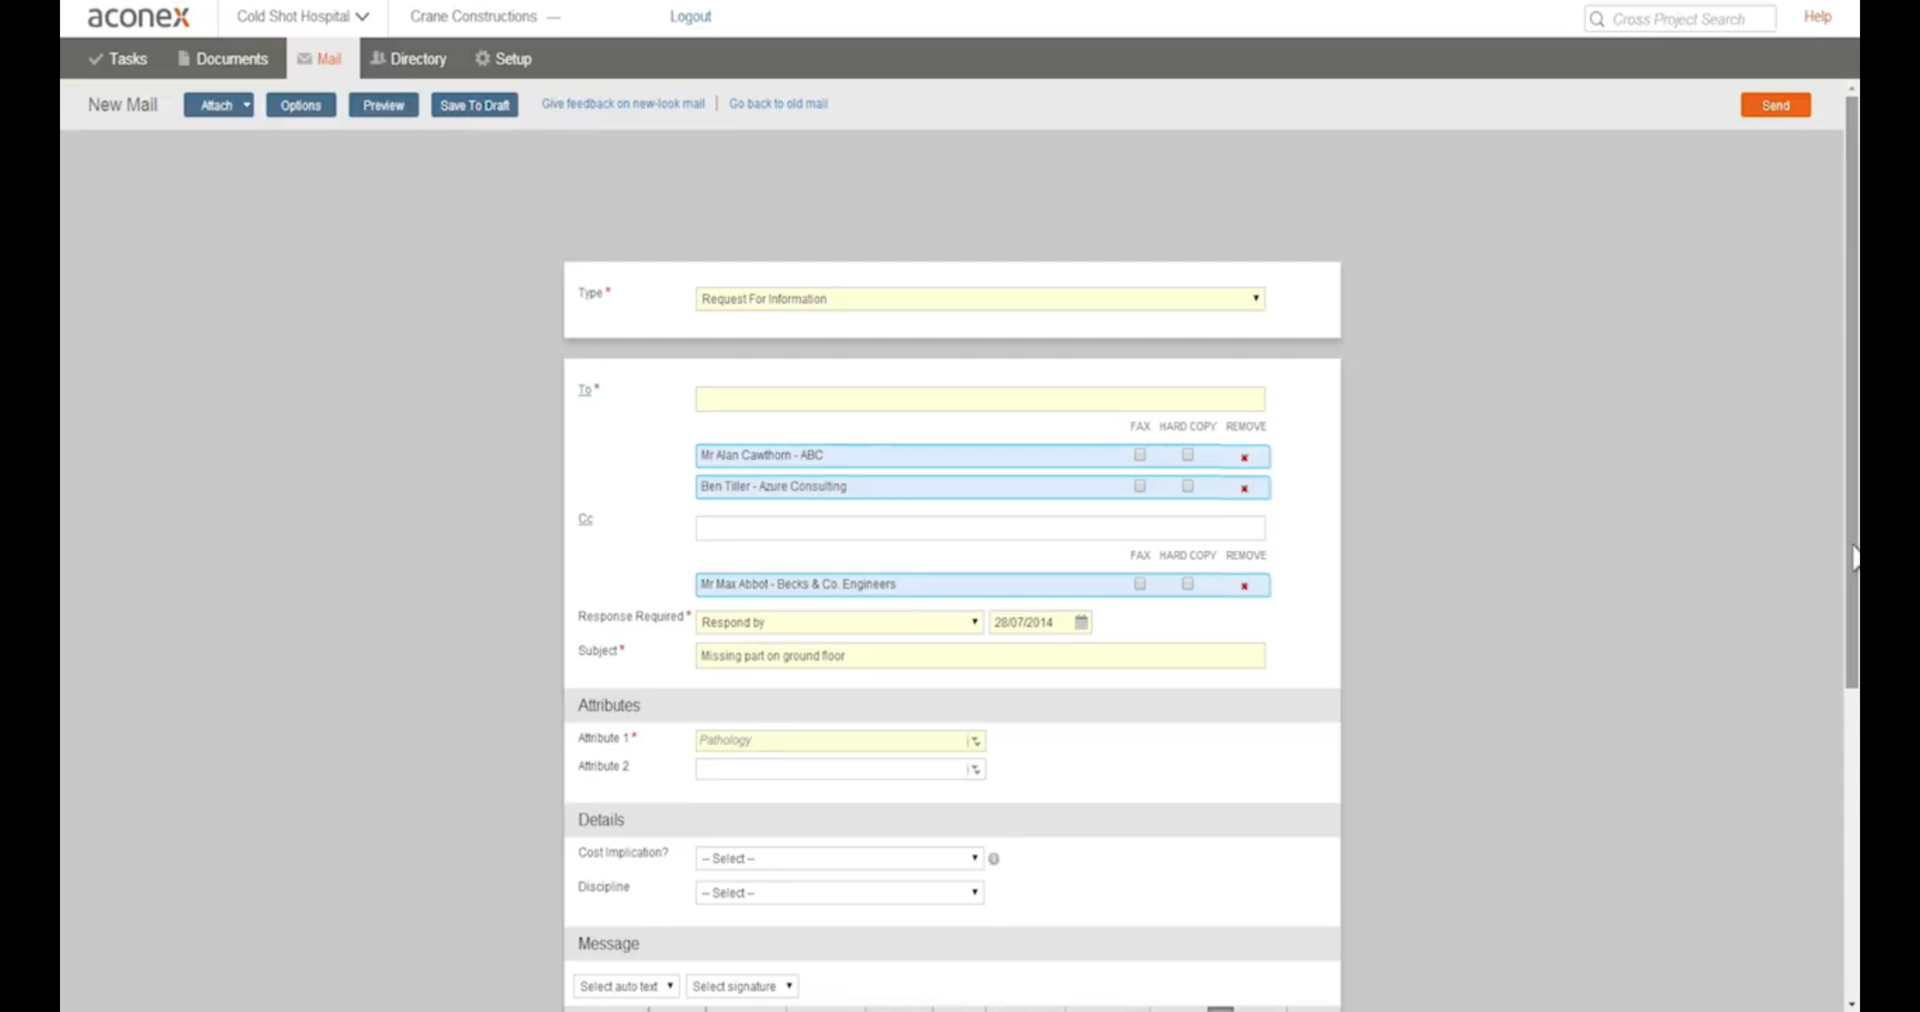 aconex Cold Shot Hospital Crane Constructions — Logout Cross Project Search Help
Tasks Documents Mail Directory Setup
New Mail Attach Options Preview Save To Draft Give feedback on new-look mail | Go back to old mail Send
Type * Request For Information
To *
FAX HARD COPY REMOVE
Mr Alan Cawthorn - ABC
Ben Tiller - Azure Consulting
Cc
FAX HARD COPY REMOVE
Mr Max Abbot - Becks & Co. Engineers
Response Required * Respond by 28/07/2014
Subject * Missing part on ground floor
Attributes
Attribute 1 * Pathology
Attribute 2
Details
Cost Implication? -- Select --
Discipline -- Select --
Message
Select auto text Select signature